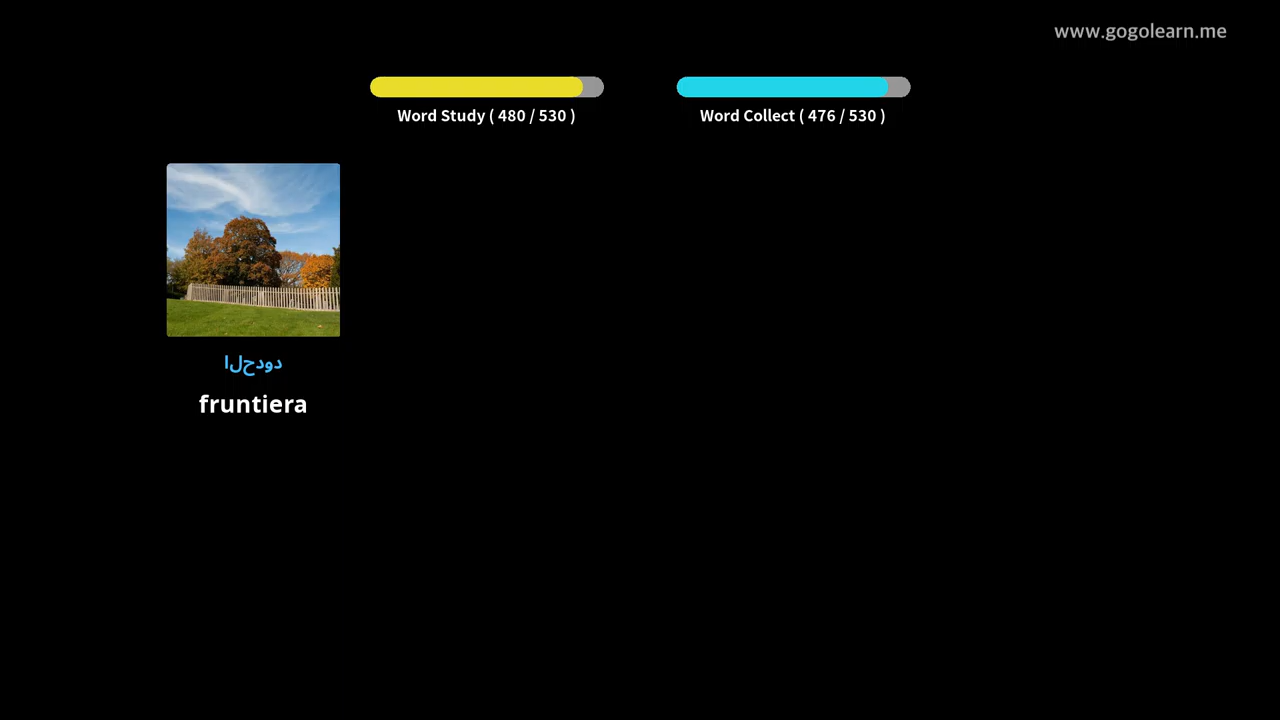 www.gogolearn.me
Word Study ( 480 / 530 )
Word Collect ( 476 / 530 )
الحدود
fruntiera